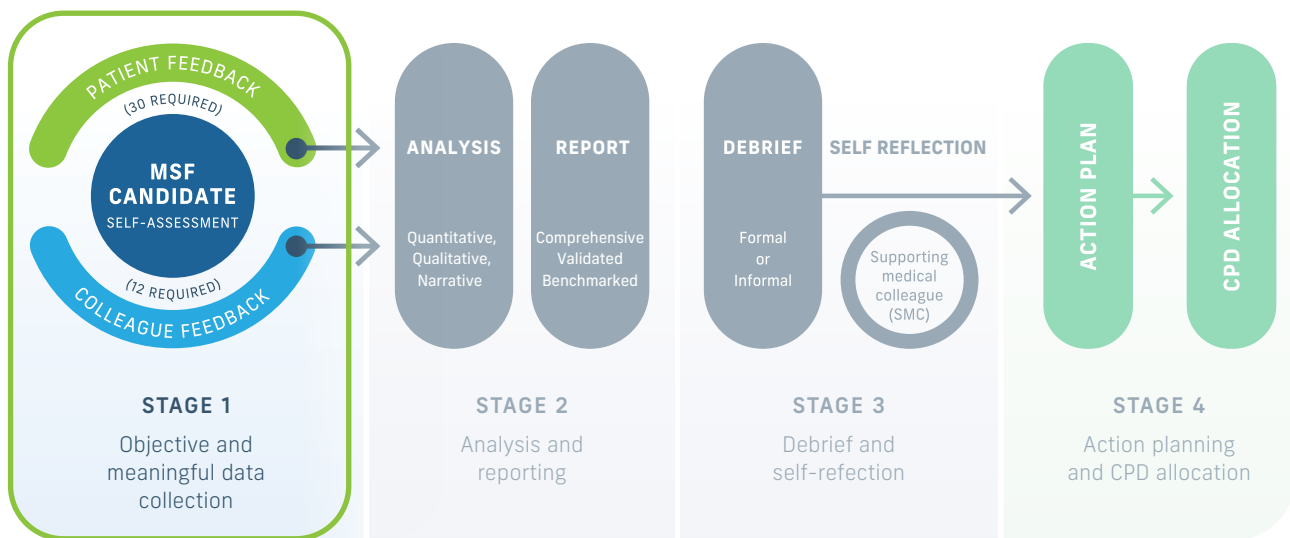 PATIENT FEEDBACK
(30 REQUIRED)
MSF
CANDIDATE
SELF-ASSESSMENT
(12 REQUIRED)
COLLEAGUE FEEDBACK
STAGE 1
Objective and
meaningful data
collection
ANALYSIS
Quantitative,
Qualitative,
Narrative
REPORT
Comprehensive
Validated
Benchmarked
STAGE 2
Analysis and
reporting
DEBRIEF
Formal
or
Informal
SELF REFLECTION
Supporting
medical
colleague
(SMC)
STAGE 3
Debrief and
self-refection
ACTION PLAN
CPD ALLOCATION
STAGE 4
Action planning
and CPD allocation